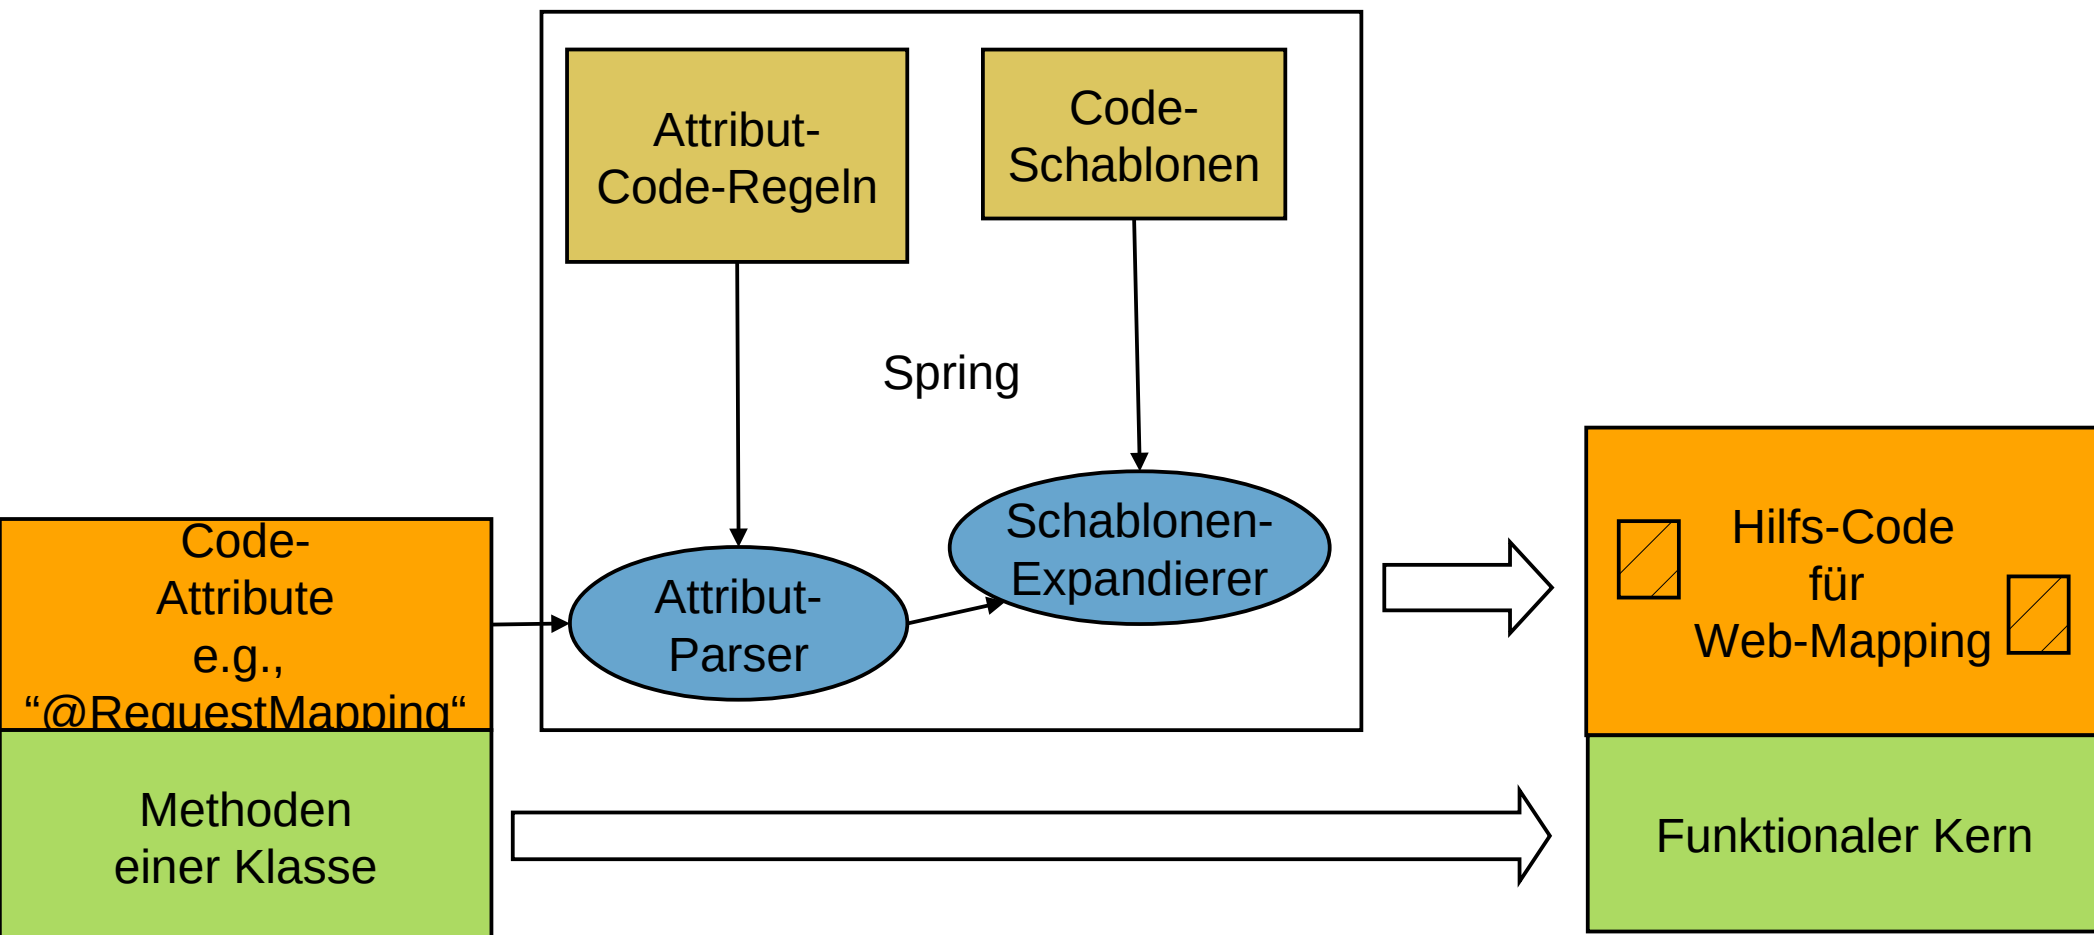 Attribut-
Code-Regeln
Code-
Schablonen
Spring
Code-
Attribute
e.g.,
“@RequestMapping“
Attribut-
Parser
Schablonen-
Expandierer
Hilfs-Code
für
Web-Mapping
Methoden
einer Klasse
Funktionaler Kern